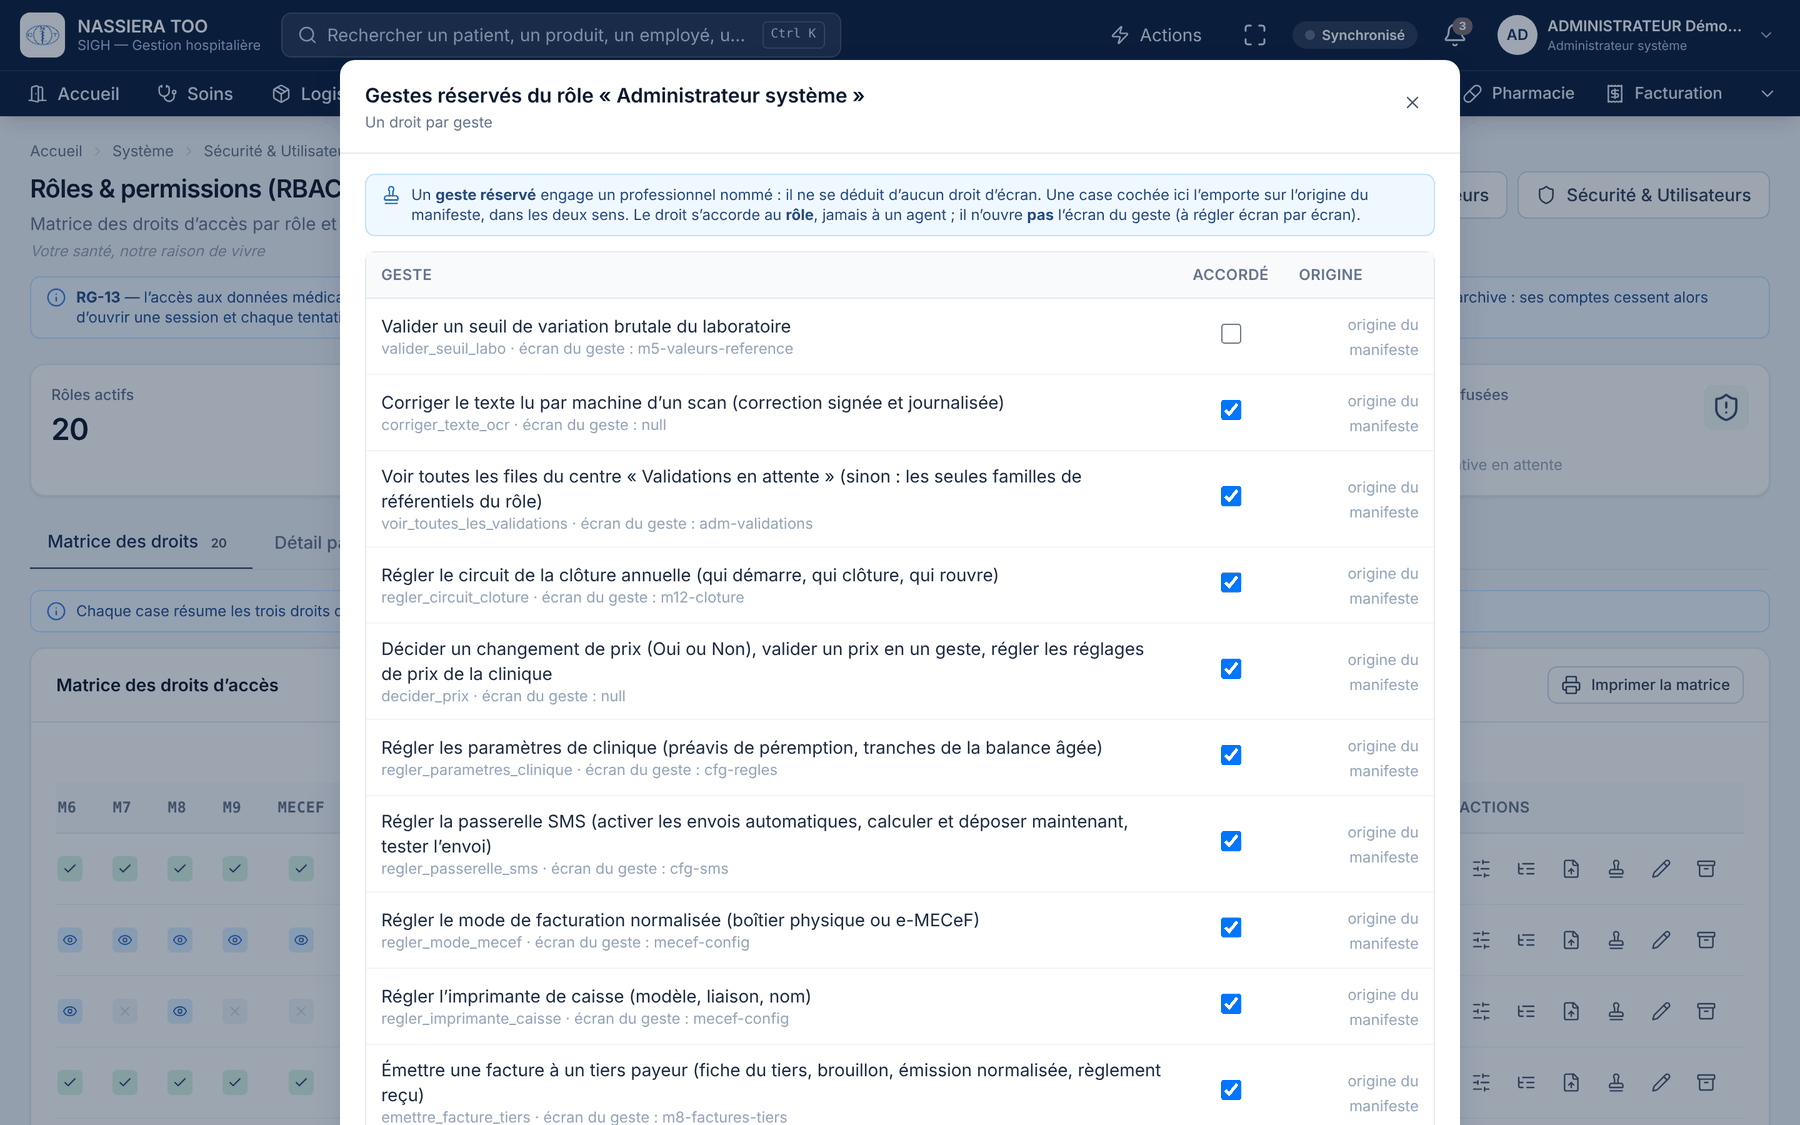 NASSIERA TOO
SIGH — Gestion hospitalière
Rechercher un patient, un produit, un employé, u...
Ctrl K
Actions
Synchronisé
3
AD
ADMINISTRATEUR Démo...
Administrateur système
Accueil
Soins
Logis
Pharmacie
Facturation
Gestes réservés du rôle « Administrateur système »
Un droit par geste
Accueil
Système
Sécurité & Utilisateu
Rôles & permissions (RBAC
Matrice des droits d’accès par rôle et
Votre santé, notre raison de vivre
eurs
Sécurité & Utilisateurs
RG-13 — l’accès aux données médica
d’ouvrir une session et chaque tentati
archive : ses comptes cessent alors
Rôles actifs
20
fusées
tive en attente
Matrice des droits 20
Détail pa
Chaque case résume les trois droits d
Matrice des droits d’accès
Imprimer la matrice
M6 M7 M8 M9 MECEF
ACTIONS
Un geste réservé engage un professionnel nommé : il ne se déduit d’aucun droit d’écran. Une case cochée ici l’emporte sur l’origine du
manifeste, dans les deux sens. Le droit s’accorde au rôle, jamais à un agent ; il n’ouvre pas l’écran du geste (à régler écran par écran).
GESTE ACCORDÉ ORIGINE
Valider un seuil de variation brutale du laboratoire
valider_seuil_labo · écran du geste : m5-valeurs-reference
origine du
manifeste
Corriger le texte lu par machine d’un scan (correction signée et journalisée)
corriger_texte_ocr · écran du geste : null
origine du
manifeste
Voir toutes les files du centre « Validations en attente » (sinon : les seules familles de
référentiels du rôle)
voir_toutes_les_validations · écran du geste : adm-validations
origine du
manifeste
Régler le circuit de la clôture annuelle (qui démarre, qui clôture, qui rouvre)
regler_circuit_cloture · écran du geste : m12-cloture
origine du
manifeste
Décider un changement de prix (Oui ou Non), valider un prix en un geste, régler les réglages
de prix de la clinique
decider_prix · écran du geste : null
origine du
manifeste
Régler les paramètres de clinique (préavis de péremption, tranches de la balance âgée)
regler_parametres_clinique · écran du geste : cfg-regles
origine du
manifeste
Régler la passerelle SMS (activer les envois automatiques, calculer et déposer maintenant,
tester l’envoi)
regler_passerelle_sms · écran du geste : cfg-sms
origine du
manifeste
Régler le mode de facturation normalisée (boîtier physique ou e-MECeF)
regler_mode_mecef · écran du geste : mecef-config
origine du
manifeste
Régler l’imprimante de caisse (modèle, liaison, nom)
regler_imprimante_caisse · écran du geste : mecef-config
origine du
manifeste
Émettre une facture à un tiers payeur (fiche du tiers, brouillon, émission normalisée, règlement
reçu)
emettre_facture_tiers · écran du geste : m8-factures-tiers
origine du
manifeste